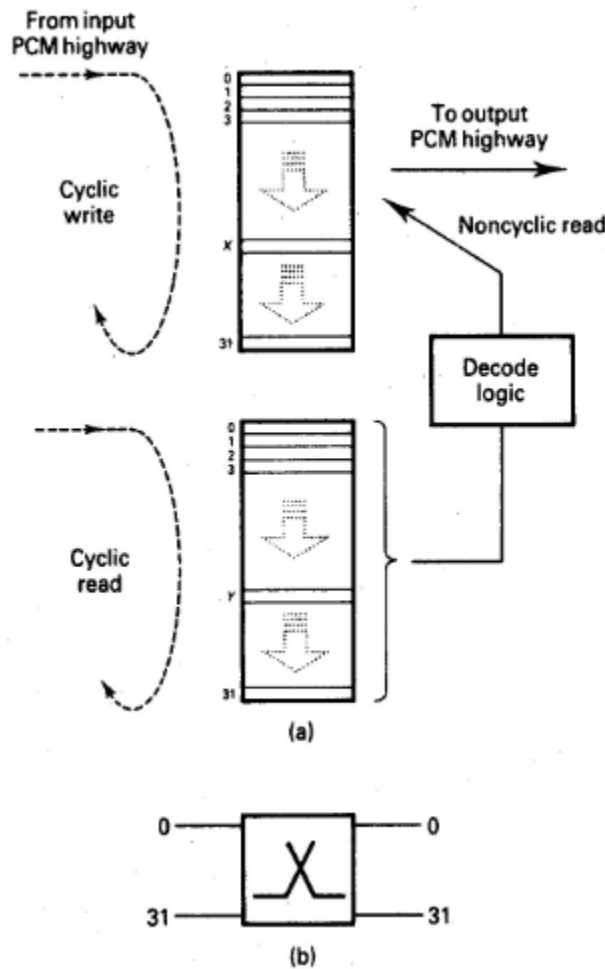 From input
PCM highway
0
1
2
3
To output
PCM highway
Cyclic
write
Noncyclic read
X
31
Decode
logic
0
1
2
3
Cyclic
read
Y
31
(a)
0 0
31 31
(b)